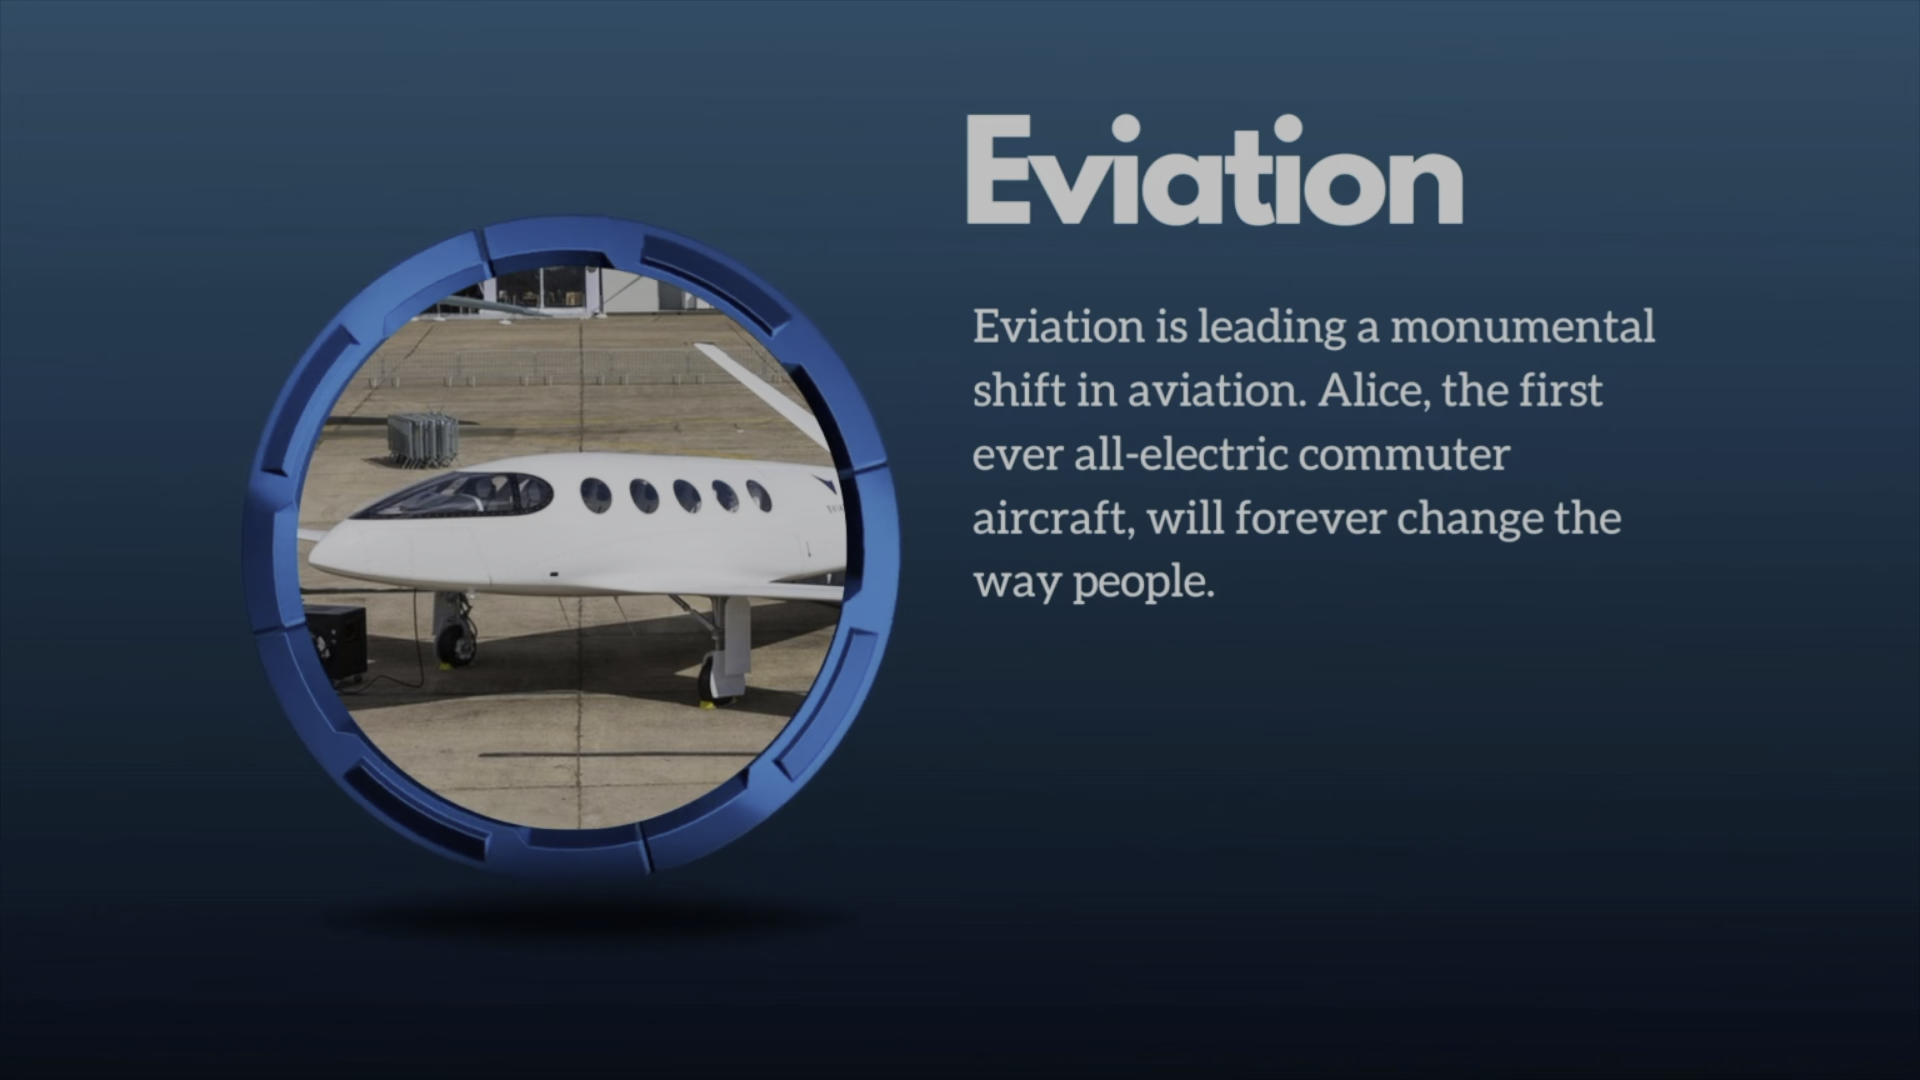 Eviation
Eviation is leading a monumental
shift in aviation. Alice, the first
ever all-electric commuter
aircraft, will forever change the
way people.